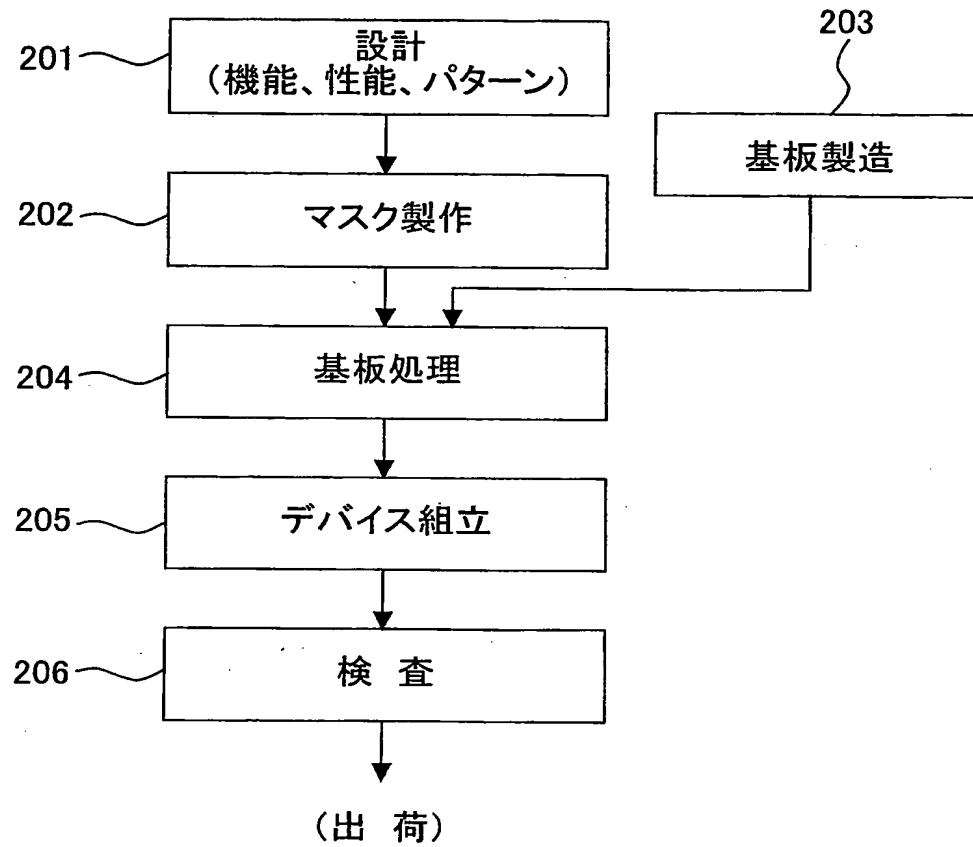 201
設計
（機能、性能、パターン）
203
基板製造
202
マスク製作
204
基板処理
205
デバイス組立
206
検 査
（出 荷）